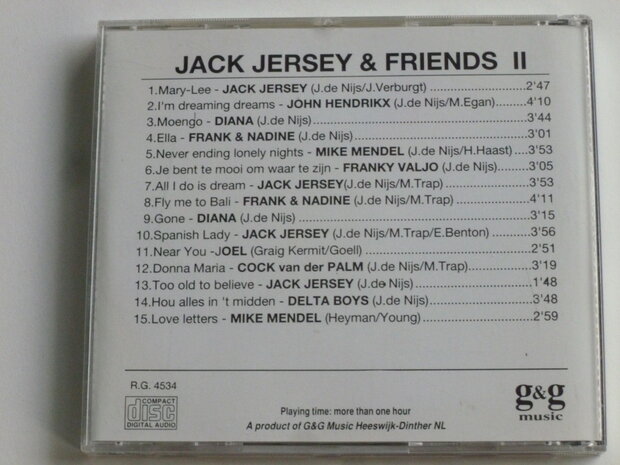 JACK JERSEY & FRIENDS II
1.Mary-Lee - JACK JERSEY (J.de Nijs/J.Verburgt)..........................2'47
2.I'm dreaming dreams - JOHN HENDRIKX (J.de Nijs/M.Egan)..........4'10
3.Moengo - DIANA (J.de Nijs)..........................3'44
4.Ella - FRANK & NADINE (J.de Nijs)..........................3'01
5.Never ending lonely nights - MIKE MENDEL (J.de Nijs/H.Haast)....3'53
6.Je bent te mooi om waar te zijn - FRANKY VALJO (J.de Nijs)..........3'05
7.All I do is dream - JACK JERSEY(J.de Nijs/M.Trap)..........................3'53
8.Fly me to Bali - FRANK & NADINE (J.de Nijs/M.Trap)..........................4'11
9.Gone - DIANA (J.de Nijs)..........................3'15
10.Spanish Lady - JACK JERSEY (J.de Nijs/M.Trap/E.Benton)..........3'56
11.Near You -JOEL (Graig Kermit/Goell)..........................2'51
12.Donna Maria - COCK van der PALM (J.de Nijs/M.Trap)..........3'19
13.Too old to believe - JACK JERSEY (J.de Nijs)..........................1'48
14.Hou alles in 't midden - DELTA BOYS (J.de Nijs)..........................3'48
15.Love letters - MIKE MENDEL (Heyman/Young)..........................2'59
R.G. 4534
COMPACT
disc
DIGITAL AUDIO
Playing time: more than one hour
A product of G&G Music Heeswijk-Dinther NL
g&g
music